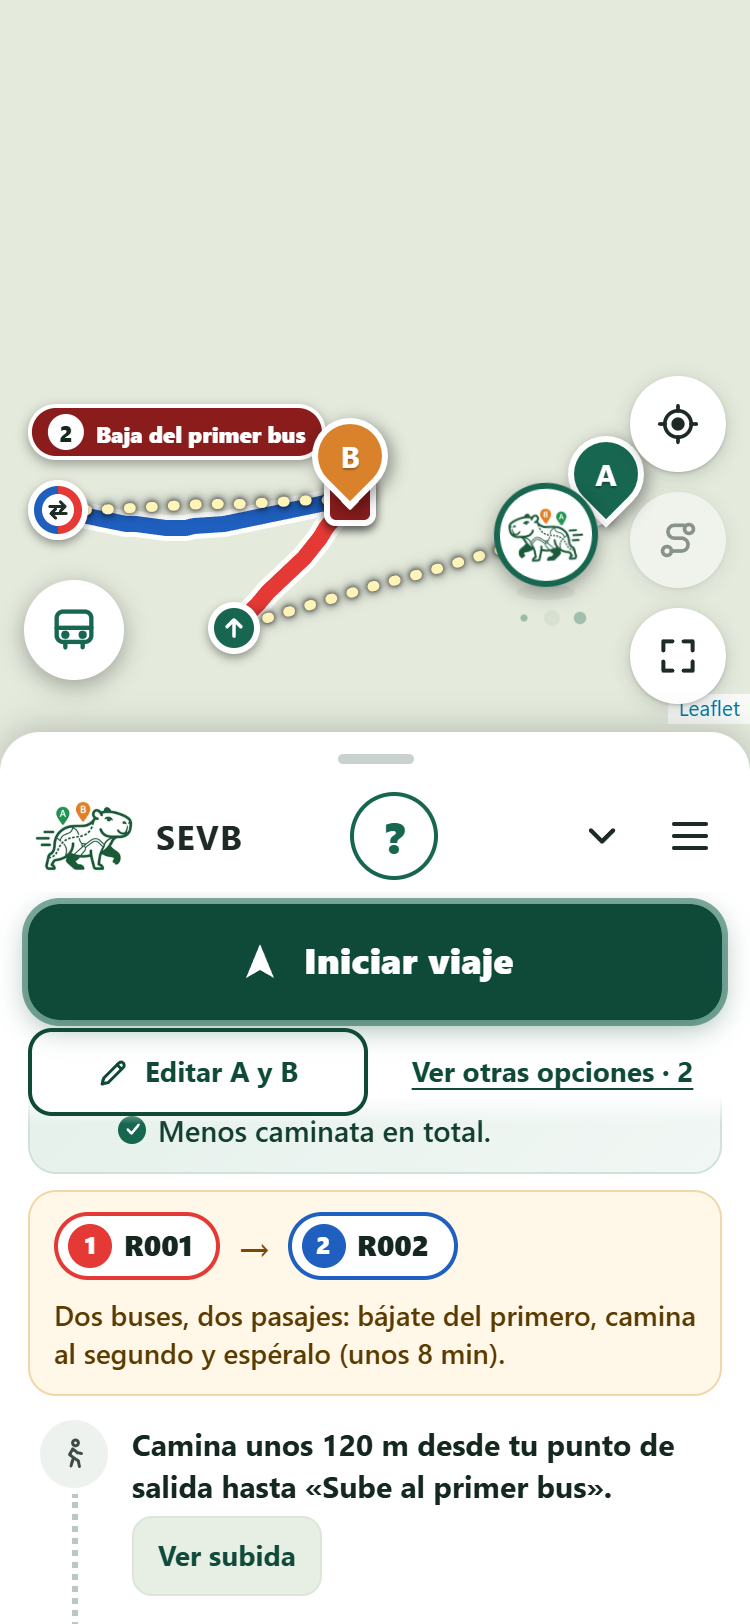 2 Baja del primer bus
B
A
Leaflet
A B
SEVB
?
Iniciar viaje
Editar A y B
Ver otras opciones · 2
Menos caminata en total.
1 R001 → 2 R002
Dos buses, dos pasajes: bájate del primero, camina
al segundo y espéralo (unos 8 min).
Camina unos 120 m desde tu punto de
salida hasta «Sube al primer bus».
Ver subida